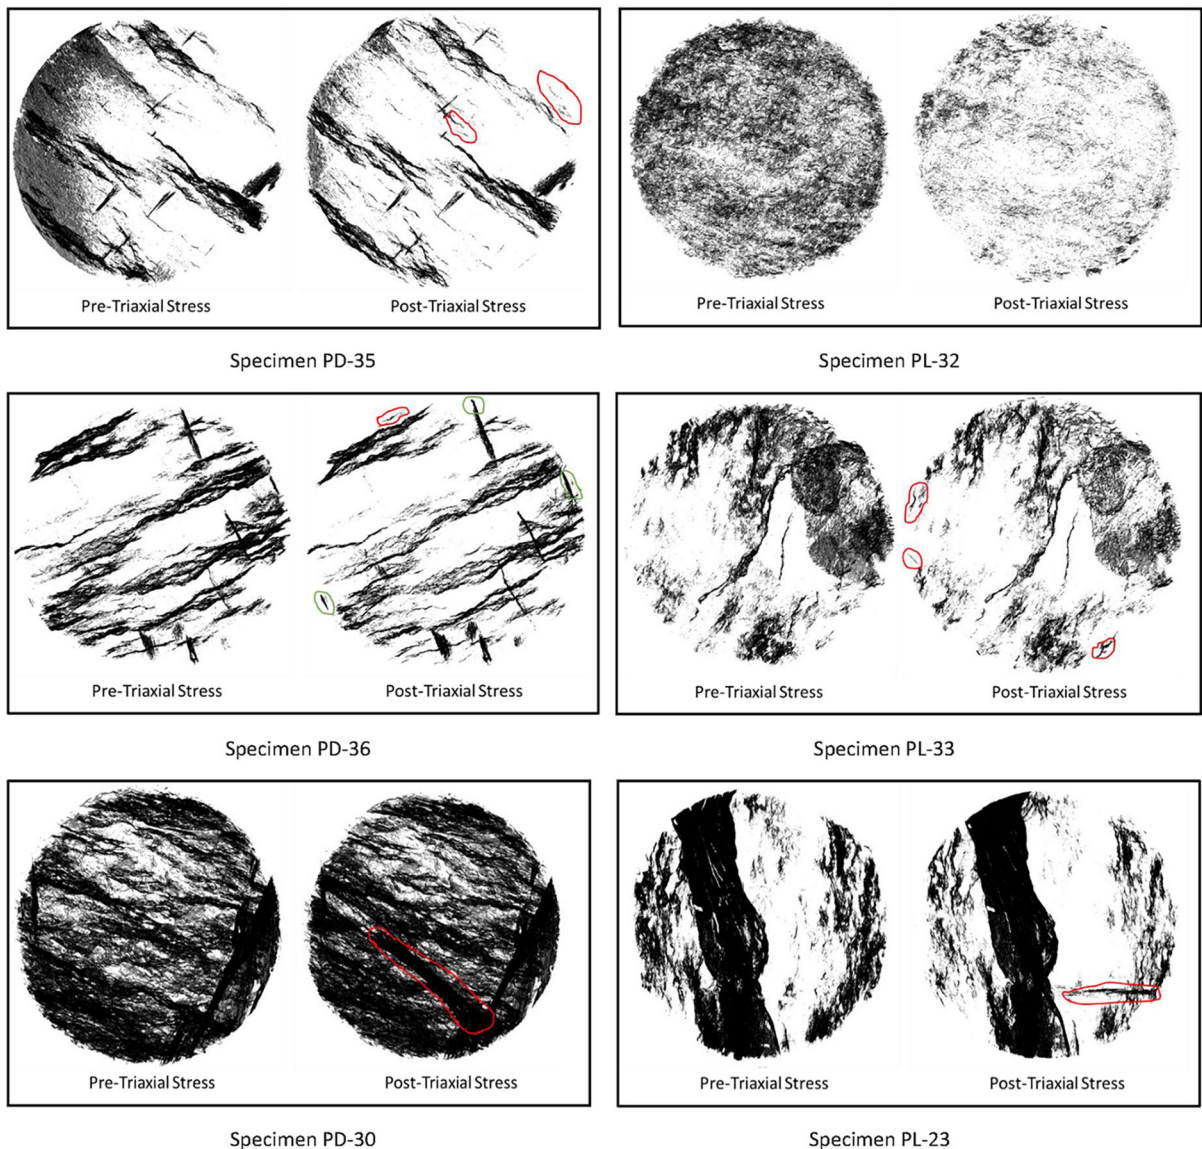 Pre-Triaxial Stress Post-Triaxial Stress
Specimen PD-35
Pre-Triaxial Stress Post-Triaxial Stress
Specimen PL-32
Pre-Triaxial Stress Post-Triaxial Stress
Specimen PD-36
Pre-Triaxial Stress Post-Triaxial Stress
Specimen PL-33
Pre-Triaxial Stress Post-Triaxial Stress
Specimen PD-30
Pre-Triaxial Stress Post-Triaxial Stress
Specimen PL-23